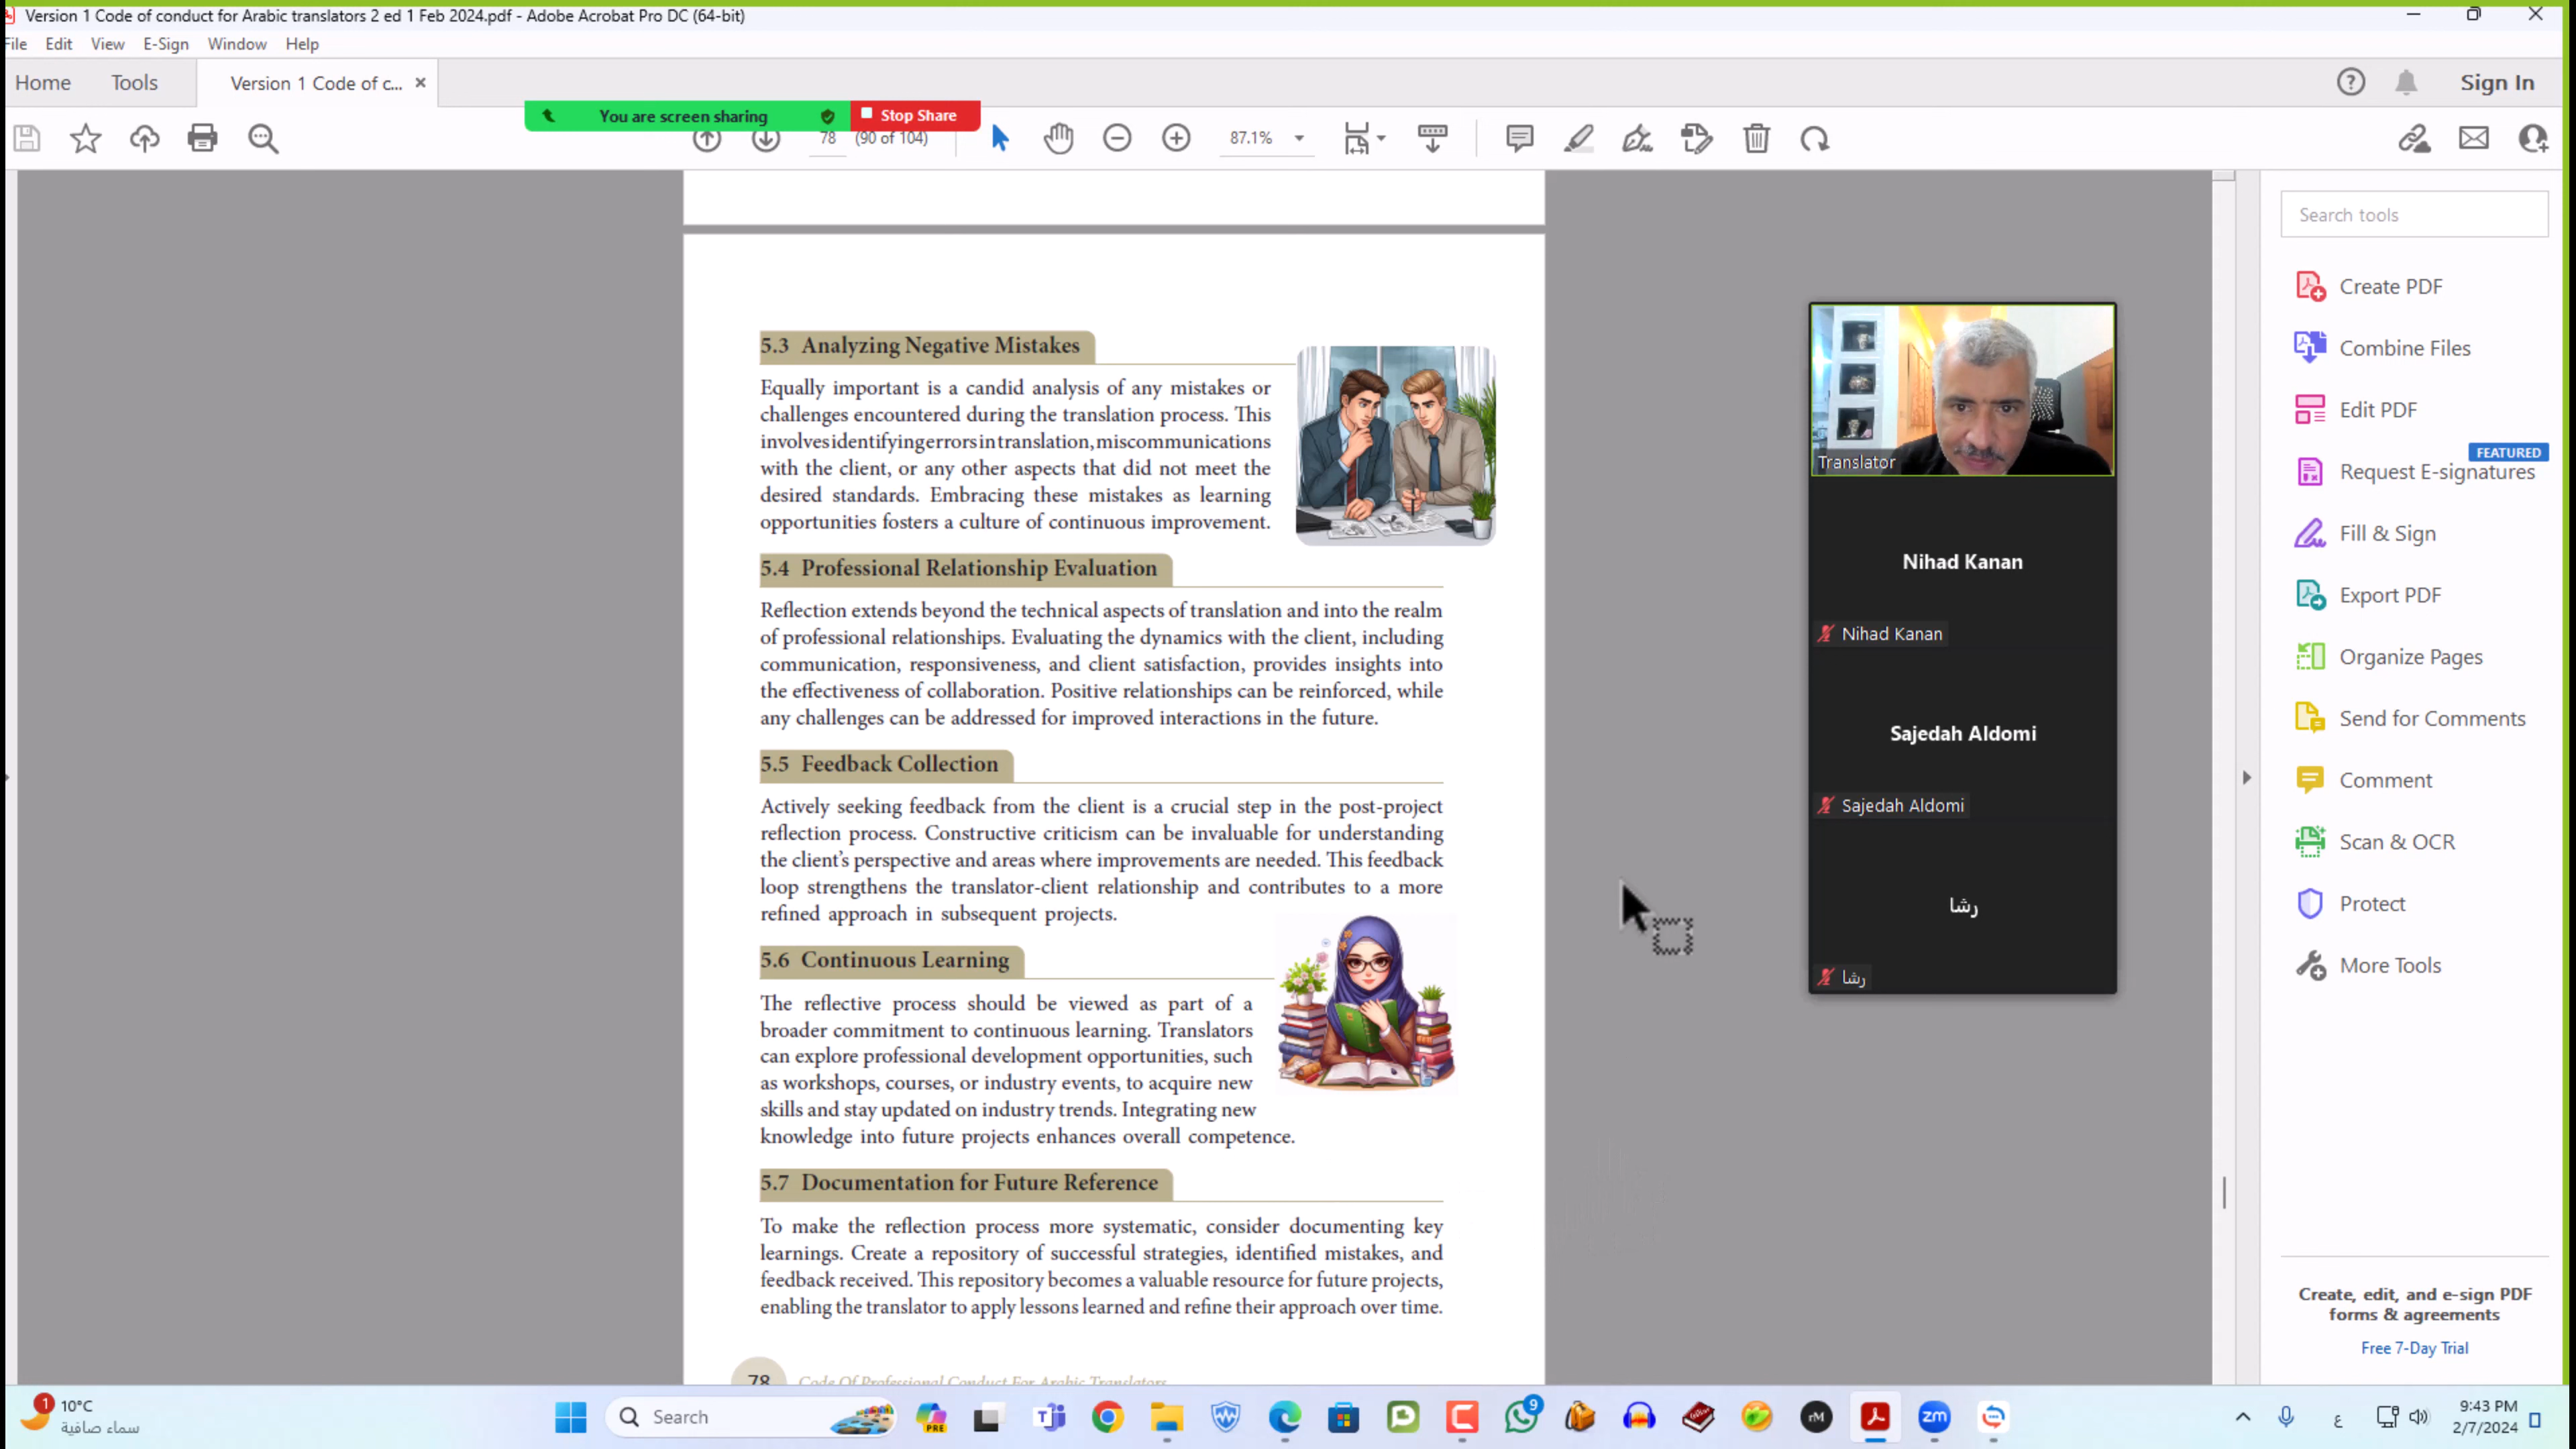 Version 1 Code of conduct for Arabic translators 2 ed 1 Feb 2024.pdf - Adobe Acrobat Pro DC (64-bit)
File Edit View E-Sign Window Help
Home Tools Version 1 Code of c... × Sign In
You are screen sharing Stop Share
78 (90 of 104) 87.1%
5.3 Analyzing Negative Mistakes
Equally important is a candid analysis of any mistakes or
challenges encountered during the translation process. This
involves identifying errors in translation, miscommunications
with the client, or any other aspects that did not meet the
desired standards. Embracing these mistakes as learning
opportunities fosters a culture of continuous improvement.
5.4 Professional Relationship Evaluation
Reflection extends beyond the technical aspects of translation and into the realm
of professional relationships. Evaluating the dynamics with the client, including
communication, responsiveness, and client satisfaction, provides insights into
the effectiveness of collaboration. Positive relationships can be reinforced, while
any challenges can be addressed for improved interactions in the future.
5.5 Feedback Collection
Actively seeking feedback from the client is a crucial step in the post-project
reflection process. Constructive criticism can be invaluable for understanding
the client's perspective and areas where improvements are needed. This feedback
loop strengthens the translator-client relationship and contributes to a more
refined approach in subsequent projects.
5.6 Continuous Learning
The reflective process should be viewed as part of a
broader commitment to continuous learning. Translators
can explore professional development opportunities, such
as workshops, courses, or industry events, to acquire new
skills and stay updated on industry trends. Integrating new
knowledge into future projects enhances overall competence.
5.7 Documentation for Future Reference
To make the reflection process more systematic, consider documenting key
learnings. Create a repository of successful strategies, identified mistakes, and
feedback received. This repository becomes a valuable resource for future projects,
enabling the translator to apply lessons learned and refine their approach over time.
78 Code Of Professional Conduct For Arabic Translators
Translator
Nihad Kanan
Nihad Kanan
Sajedah Aldomi
Sajedah Aldomi
رشا
رشا
Search tools
Create PDF
Combine Files
Edit PDF
FEATURED
Request E-signatures
Fill & Sign
Export PDF
Organize Pages
Send for Comments
Comment
Scan & OCR
Protect
More Tools
Create, edit, and e-sign PDF
forms & agreements
Free 7-Day Trial
1
10°C
سماء صافية
Search
PRE
9
rM
zm
ع
9:43 PM
2/7/2024